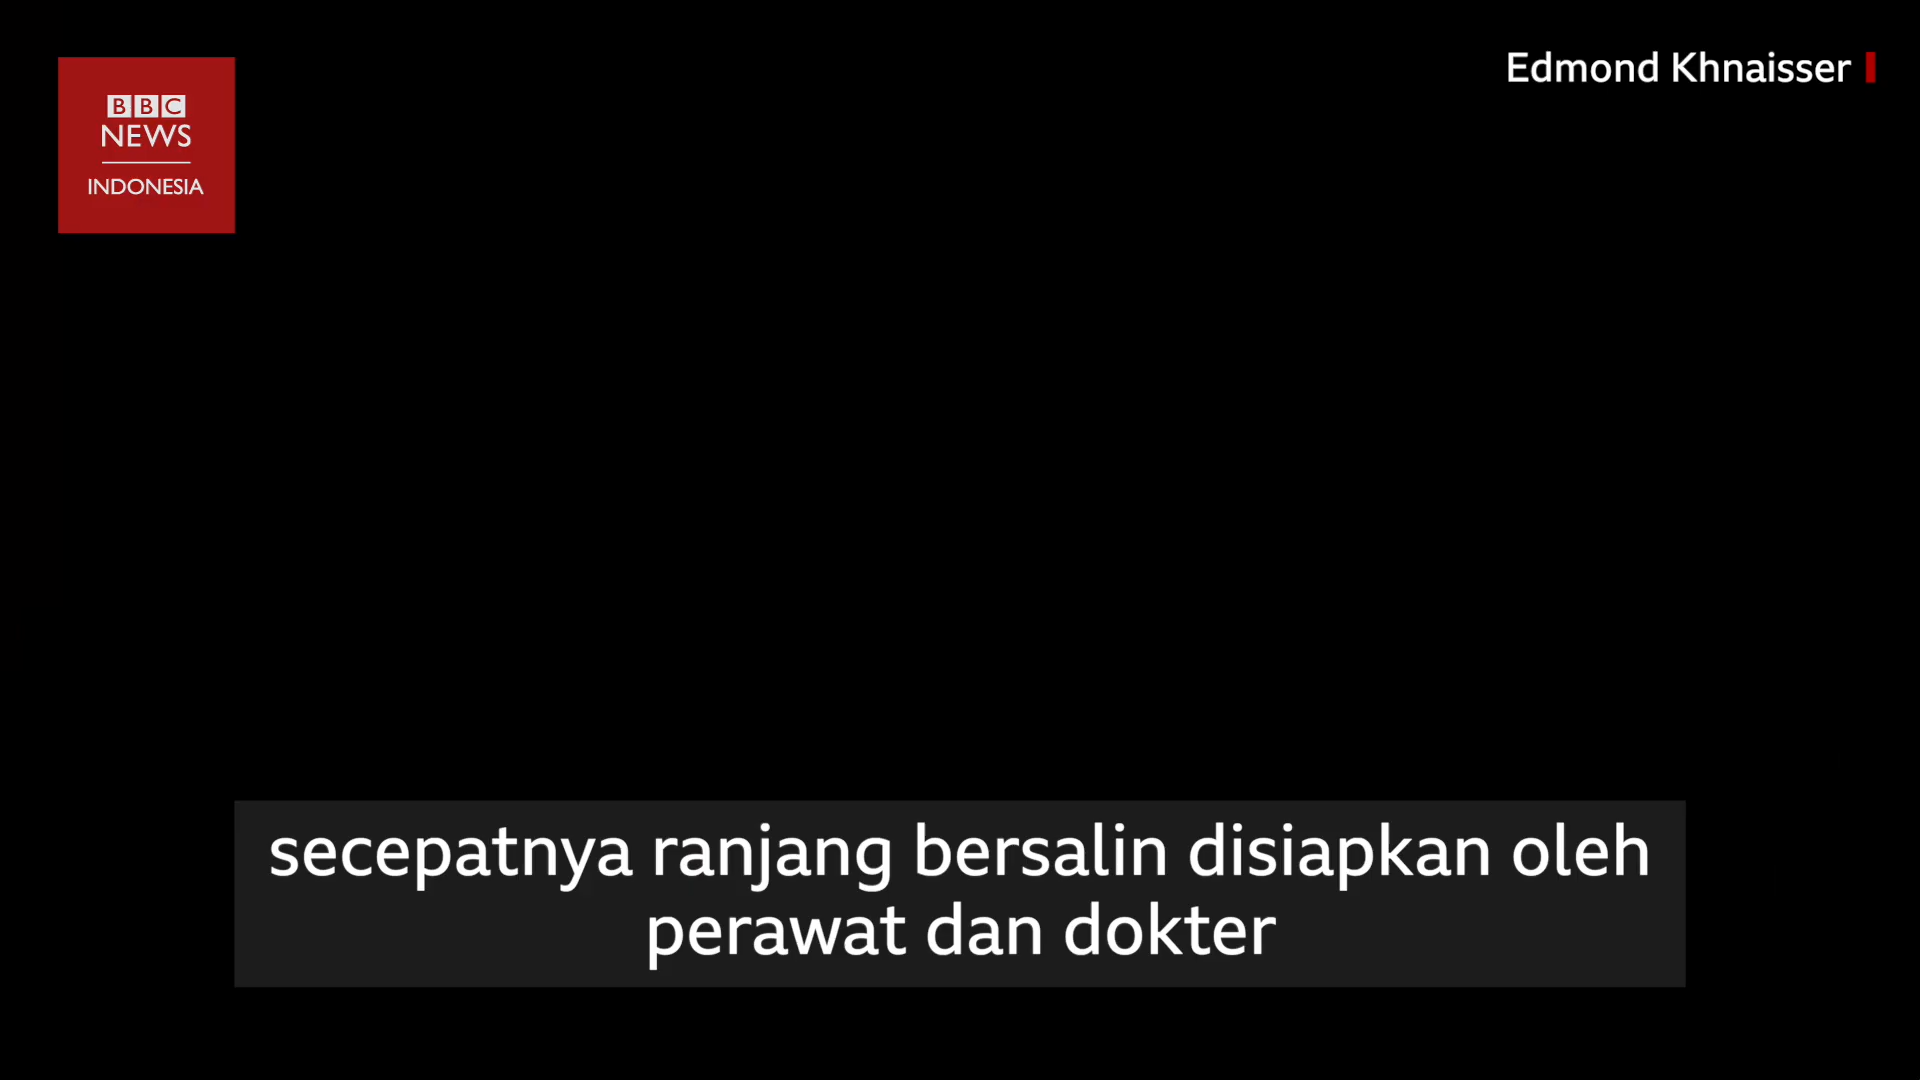 BBC
NEWS
INDONESIA
Edmond Khnaisser
secepatnya ranjang bersalin disiapkan oleh
perawat dan dokter